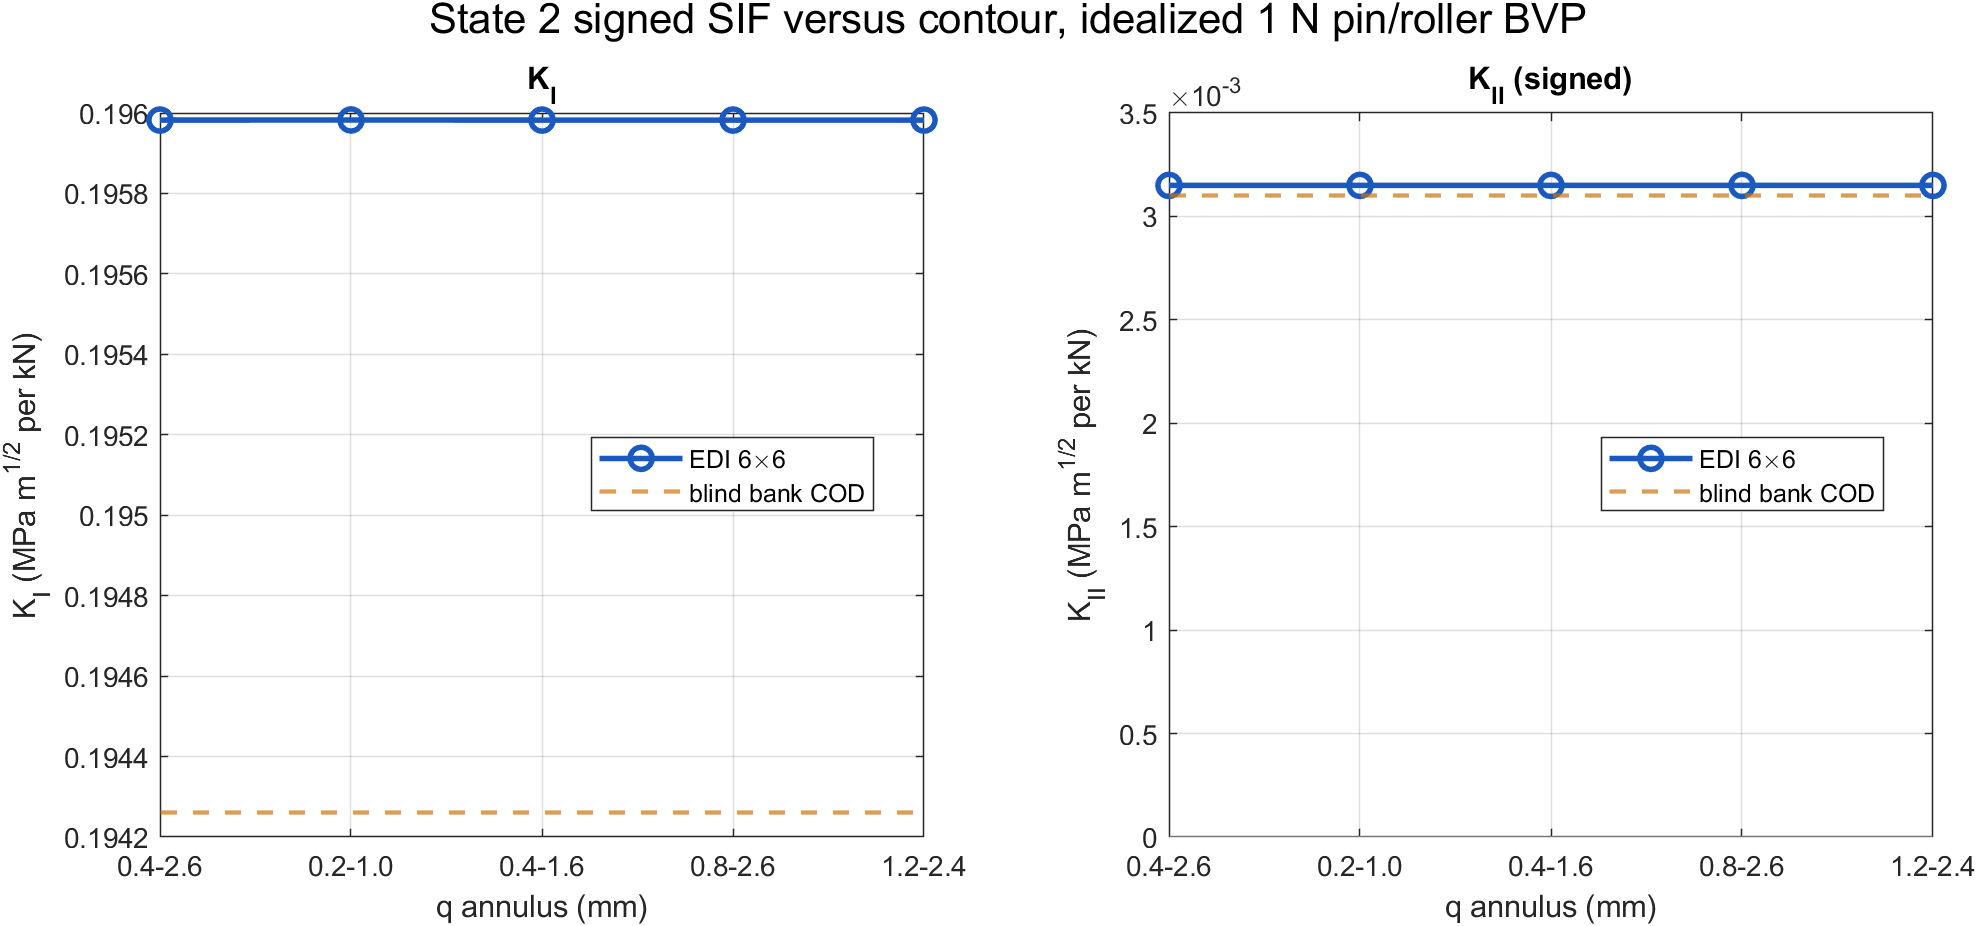 State 2 signed SIF versus contour, idealized 1 N pin/roller BVP
K_I
0.196
0.1958
0.1956
0.1954
0.1952
0.195
0.1948
0.1946
0.1944
0.1942
K_I (MPa m^1/2 per kN)
EDI 6×6
blind bank COD
0.4-2.6
0.2-1.0
0.4-1.6
0.8-2.6
1.2-2.4
q annulus (mm)
K_II (signed)
×10^-3
3.5
3
2.5
2
1.5
1
0.5
0
K_II (MPa m^1/2 per kN)
EDI 6×6
blind bank COD
0.4-2.6
0.2-1.0
0.4-1.6
0.8-2.6
1.2-2.4
q annulus (mm)